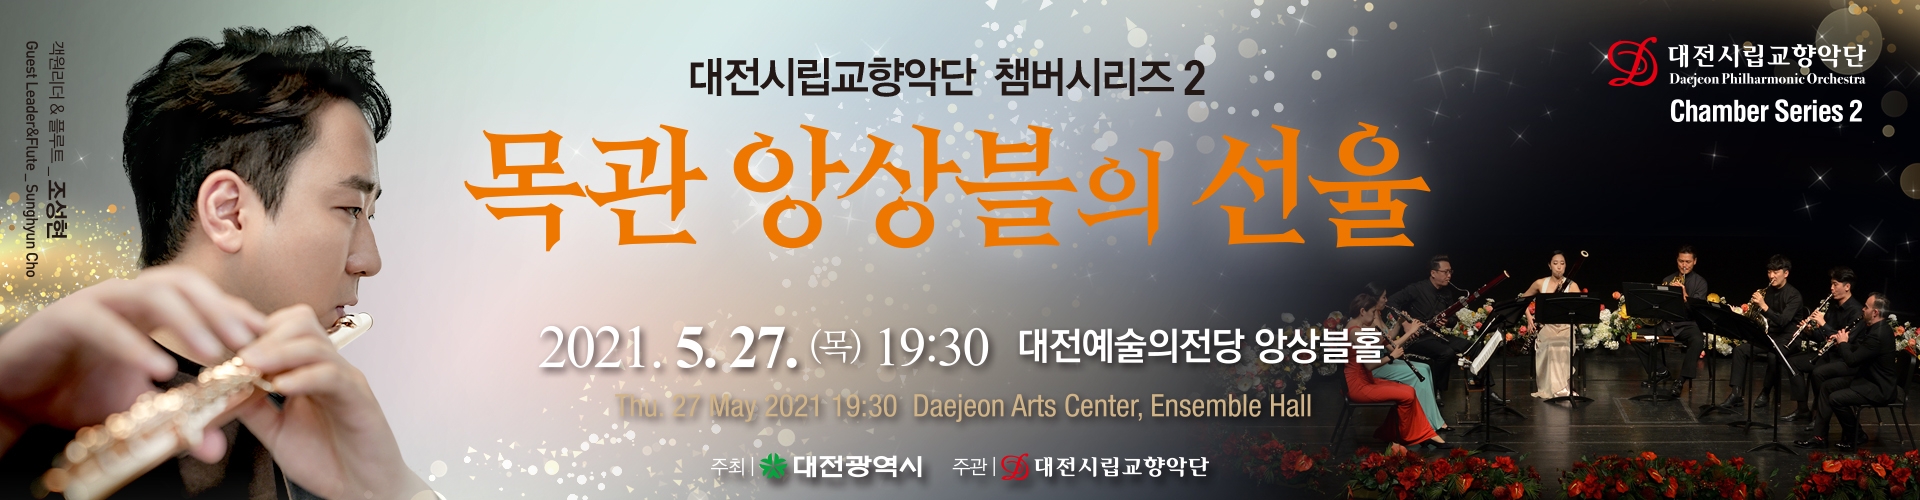 객원리더 & 플루트 _ 조성현
Guest Leader&Flute _ Sunghyun Cho
대전시립교향악단 챔버시리즈 2
목관 앙상블의 선율
2021. 5. 27. (목) 19:30 대전예술의전당 앙상블홀
Thu. 27 May 2021 19:30 Daejeon Arts Center, Ensemble Hall
주최 | 대전광역시 주관 | 대전시립교향악단
대전시립교향악단
Daejeon Philharmonic Orchestra
Chamber Series 2